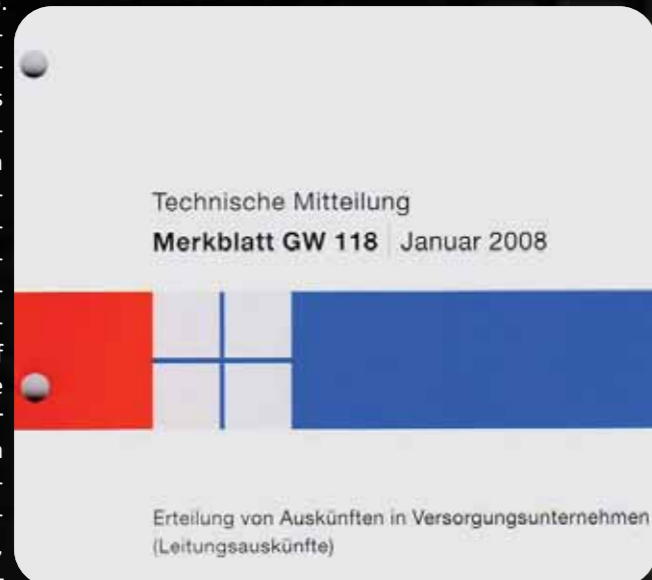 Technische Mitteilung
Merkblatt GW 118 | Januar 2008
Erteilung von Auskünften in Versorgungsunternehmen
(Leitungsauskünfte)